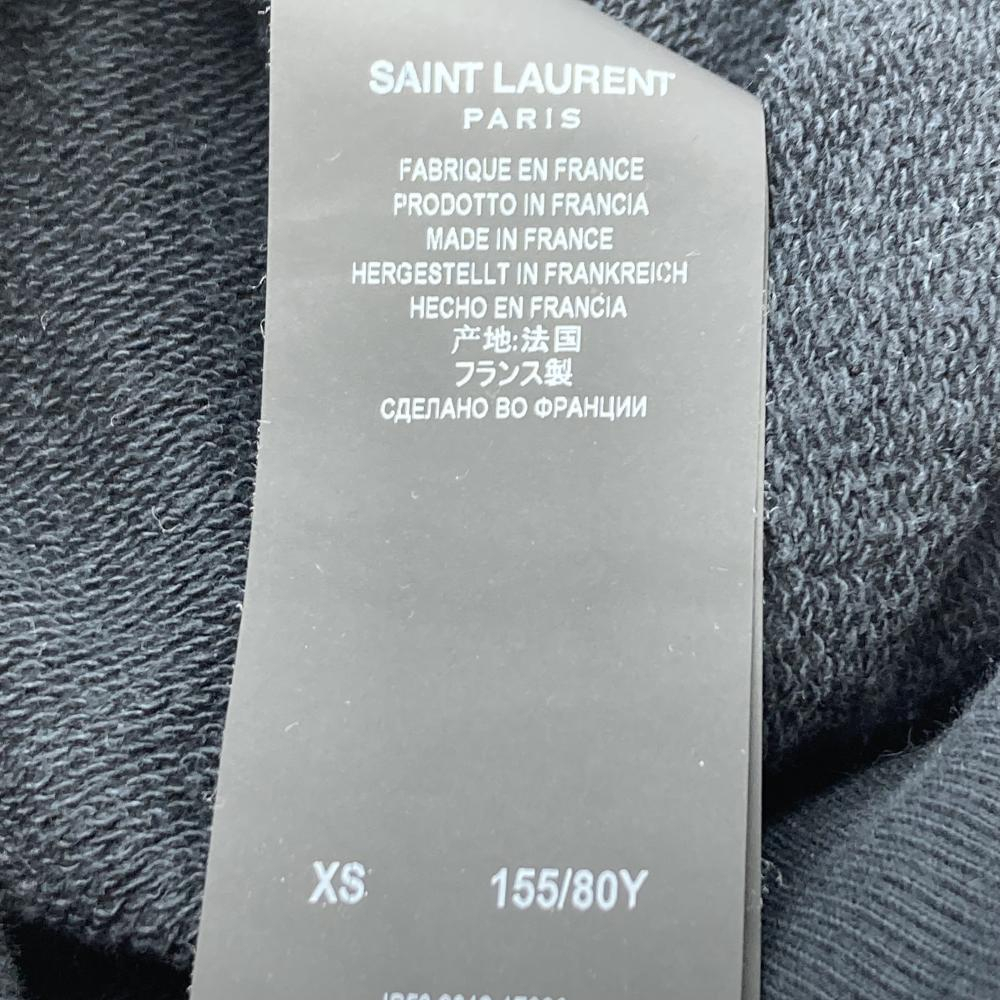 SAINT LAURENT
PARIS
FABRIQUE EN FRANCE
PRODOTTO IN FRANCIA
MADE IN FRANCE
HERGESTELLT IN FRANKREICH
HECHO EN FRANCIA
产地:法国
フランス製
СДЕЛАНО ВО ФРАНЦИИ
XS 155/80Y